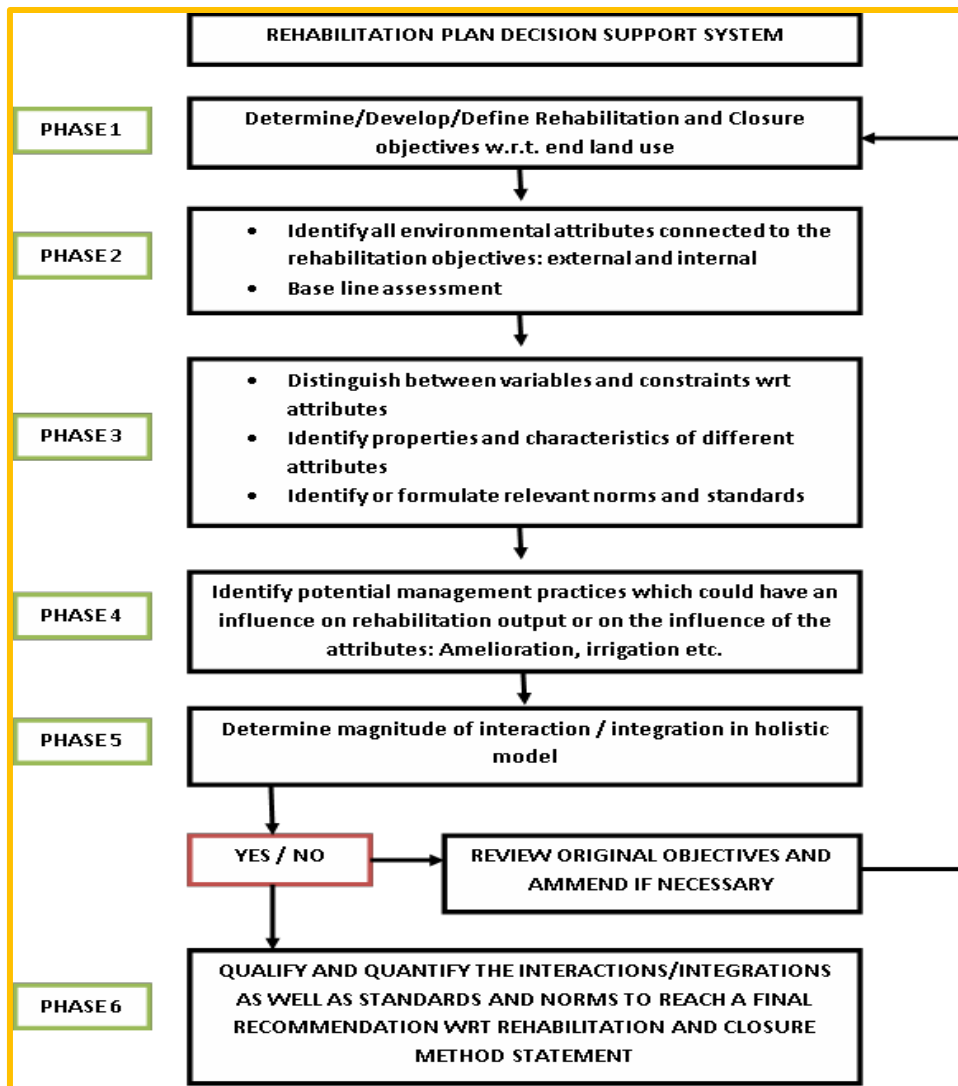 REHABILITATION PLAN DECISION SUPPORT SYSTEM
PHASE 1
Determine/Develop/Define Rehabilitation and Closure
objectives w.r.t. end land use
PHASE 2
• Identify all environmental attributes connected to the
rehabilitation objectives: external and internal
• Base line assessment
PHASE 3
• Distinguish between variables and constraints wrt
attributes
• Identify properties and characteristics of different
attributes
• Identify or formulate relevant norms and standards
PHASE 4
Identify potential management practices which could have an
influence on rehabilitation output or on the influence of the
attributes: Amelioration, irrigation etc.
PHASE 5
Determine magnitude of interaction / integration in holistic
model
YES / NO
REVIEW ORIGINAL OBJECTIVES AND
AMMEND IF NECESSARY
PHASE 6
QUALIFY AND QUANTIFY THE INTERACTIONS/INTEGRATIONS
AS WELL AS STANDARDS AND NORMS TO REACH A FINAL
RECOMMENDATION WRT REHABILITATION AND CLOSURE
METHOD STATEMENT